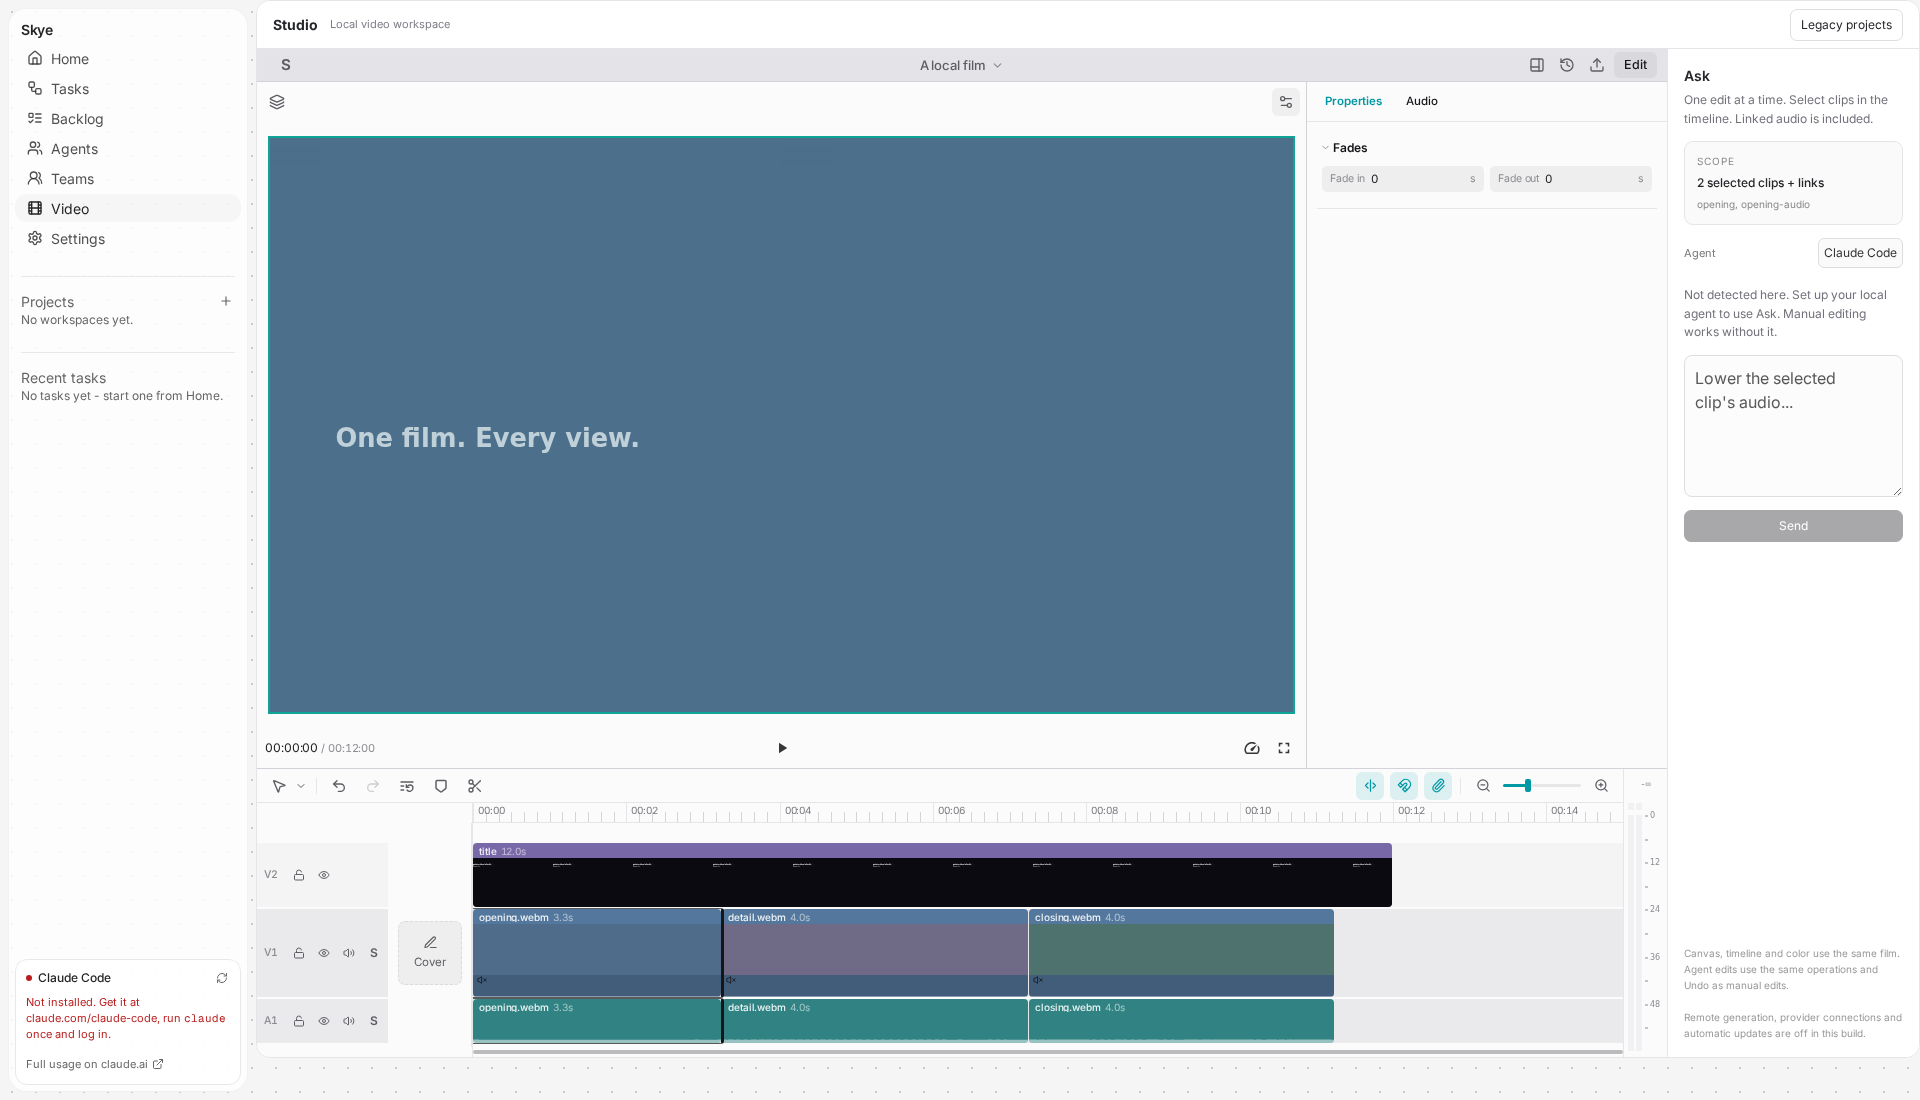 Skye
Home
Tasks
Backlog
Agents
Teams
Video
Settings
Projects
No workspaces yet.
Recent tasks
No tasks yet - start one from Home.
Claude Code
Not installed. Get it at
claude.com/claude-code, run claude
once and log in.
Full usage on claude.ai
Studio
Local video workspace
Legacy projects
S
A local film
Edit
Properties
Audio
Fades
Fade in 0 s
Fade out 0 s
One film. Every view.
00:00:00 / 00:12:00
Ask
One edit at a time. Select clips in the
timeline. Linked audio is included.
SCOPE
2 selected clips + links
opening, opening-audio
Agent
Claude Code
Not detected here. Set up your local
agent to use Ask. Manual editing
works without it.
Lower the selected
clip's audio...
Send
Canvas, timeline and color use the same film.
Agent edits use the same operations and
Undo as manual edits.
Remote generation, provider connections and
automatic updates are off in this build.
00:00 00:02 00:04 00:06 00:08 00:10 00:12 00:14
V2
title 12.0s
V1
S
Cover
opening.webm 3.3s
detail.webm 4.0s
closing.webm 4.0s
A1
S
opening.webm 3.3s
detail.webm 4.0s
closing.webm 4.0s
-∞
0
12
24
36
48